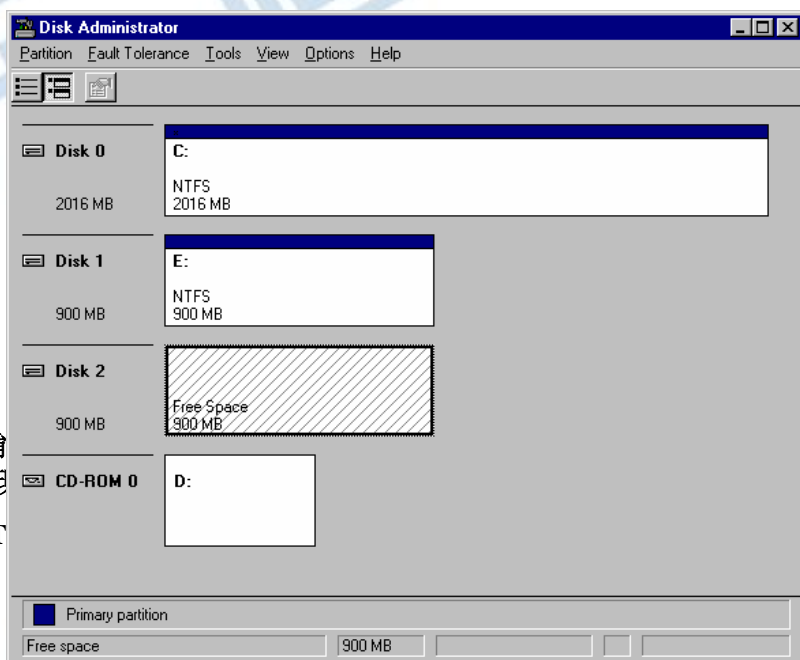 Disk Administrator
Partition Fault Tolerance Tools View Options Help
Disk 0
2016 MB
C:
NTFS
2016 MB
Disk 1
900 MB
E:
NTFS
900 MB
Disk 2
900 MB
Free Space
900 MB
CD-ROM 0
D:
Primary partition
Free space 900 MB